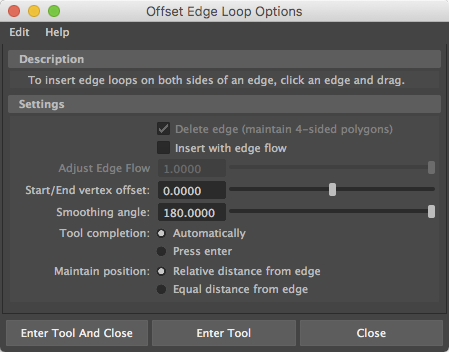 Offset Edge Loop Options
Edit Help
Description
To insert edge loops on both sides of an edge, click an edge and drag.
Settings
Delete edge (maintain 4-sided polygons)
Insert with edge flow
Adjust Edge Flow 1.0000
Start/End vertex offset: 0.0000
Smoothing angle: 180.0000
Tool completion: Automatically
Press enter
Maintain position: Relative distance from edge
Equal distance from edge
Enter Tool And Close Enter Tool Close